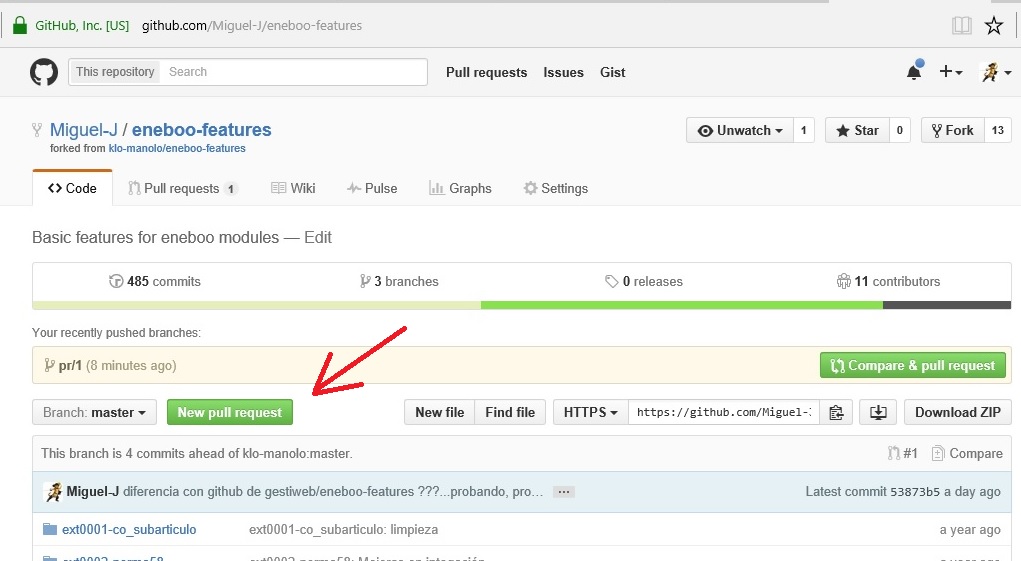 GitHub, Inc. [US] github.com/Miguel-J/eneboo-features
This repository Search Pull requests Issues Gist
Miguel-J / eneboo-features Unwatch 1 Star 0 Fork 13
forked from klo-manolo/eneboo-features
Code Pull requests 1 Wiki Pulse Graphs Settings
Basic features for eneboo modules — Edit
485 commits 3 branches 0 releases 11 contributors
Your recently pushed branches:
pr/1 (8 minutes ago) Compare & pull request
Branch: master New pull request New file Find file HTTPS https://github.com/Miguel- Download ZIP
This branch is 4 commits ahead of klo-manolo:master. #1 Compare
Miguel-J diferencia con github de gestiweb/eneboo-features ???...probando, pro… ... Latest commit 53873b5 a day ago
ext0001-co_subarticulo ext0001-co_subarticulo: limpieza a year ago